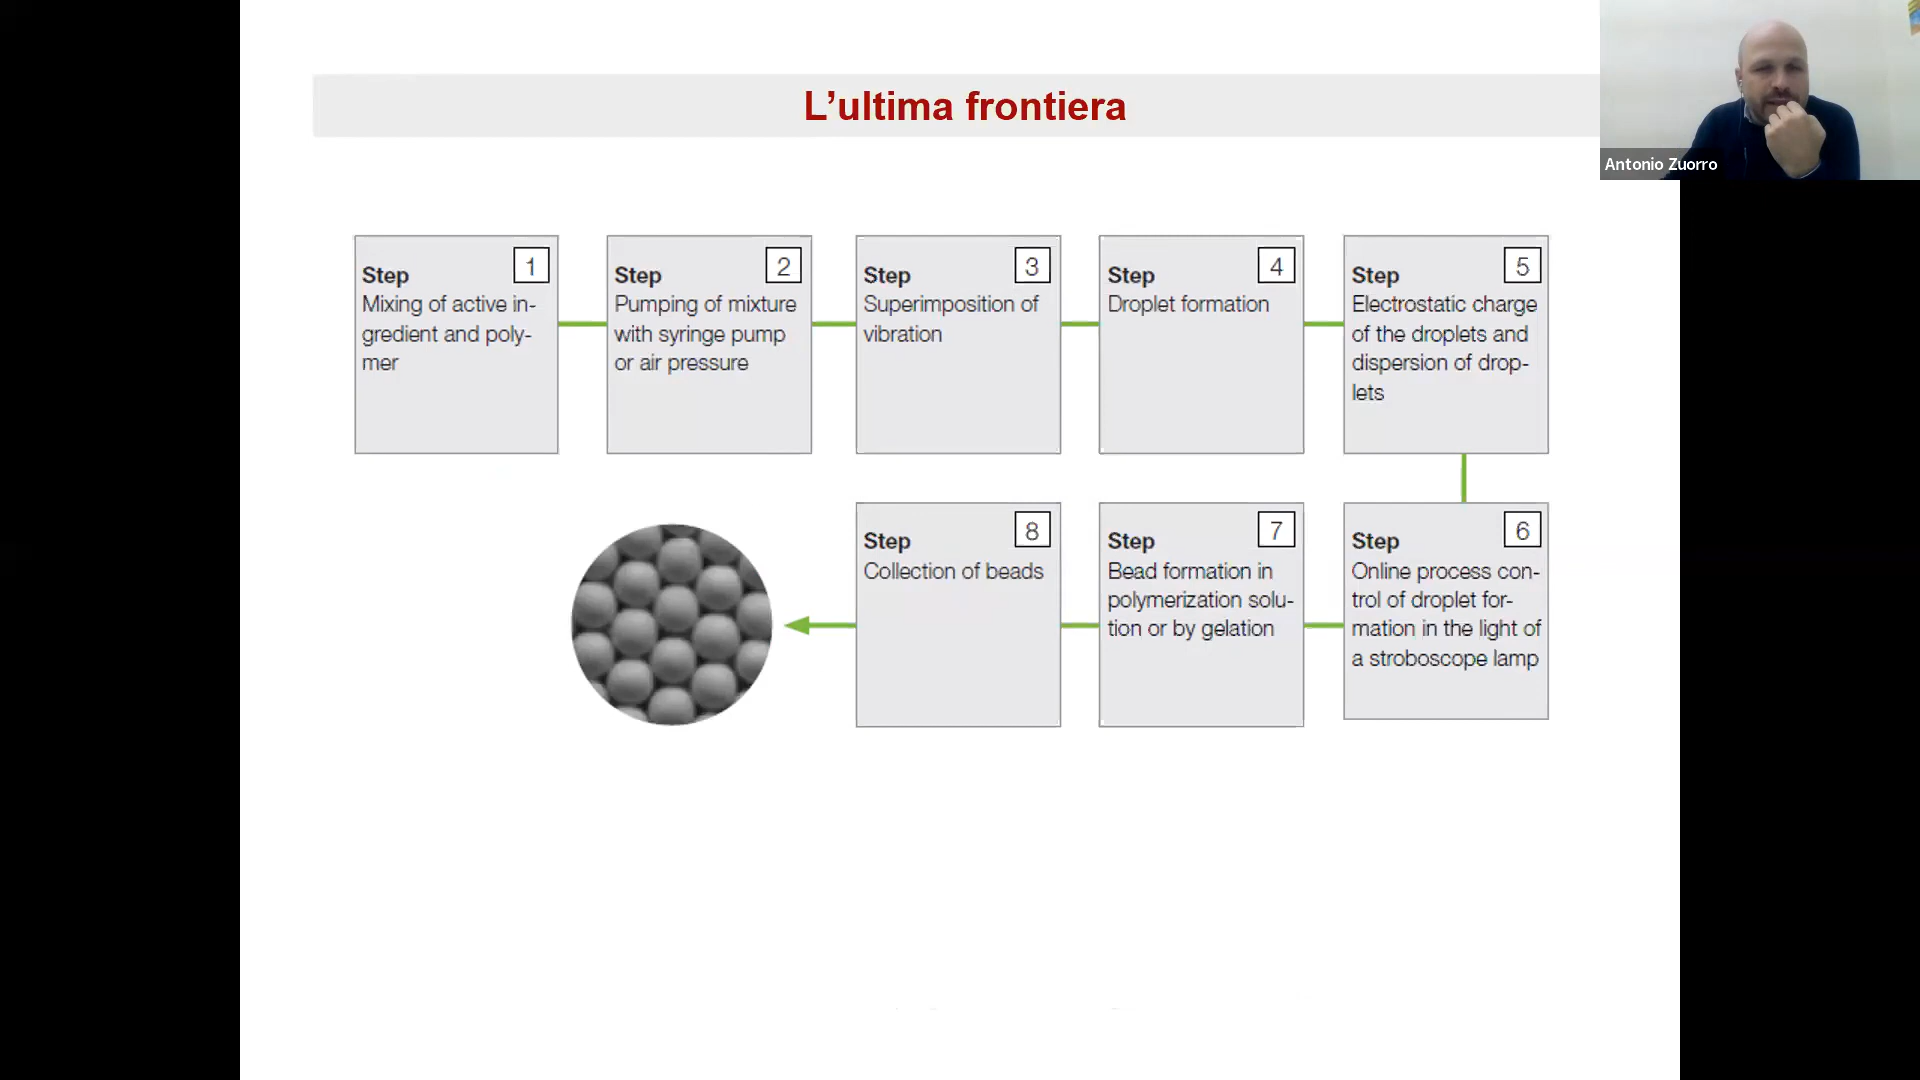 L’ultima frontiera
Antonio Zuorro
1
Step
Mixing of active in-
gredient and poly-
mer
2
Step
Pumping of mixture
with syringe pump
or air pressure
3
Step
Superimposition of
vibration
4
Step
Droplet formation
5
Step
Electrostatic charge
of the droplets and
dispersion of drop-
lets
6
Step
Online process con-
trol of droplet for-
mation in the light of
a stroboscope lamp
7
Step
Bead formation in
polymerization solu-
tion or by gelation
8
Step
Collection of beads